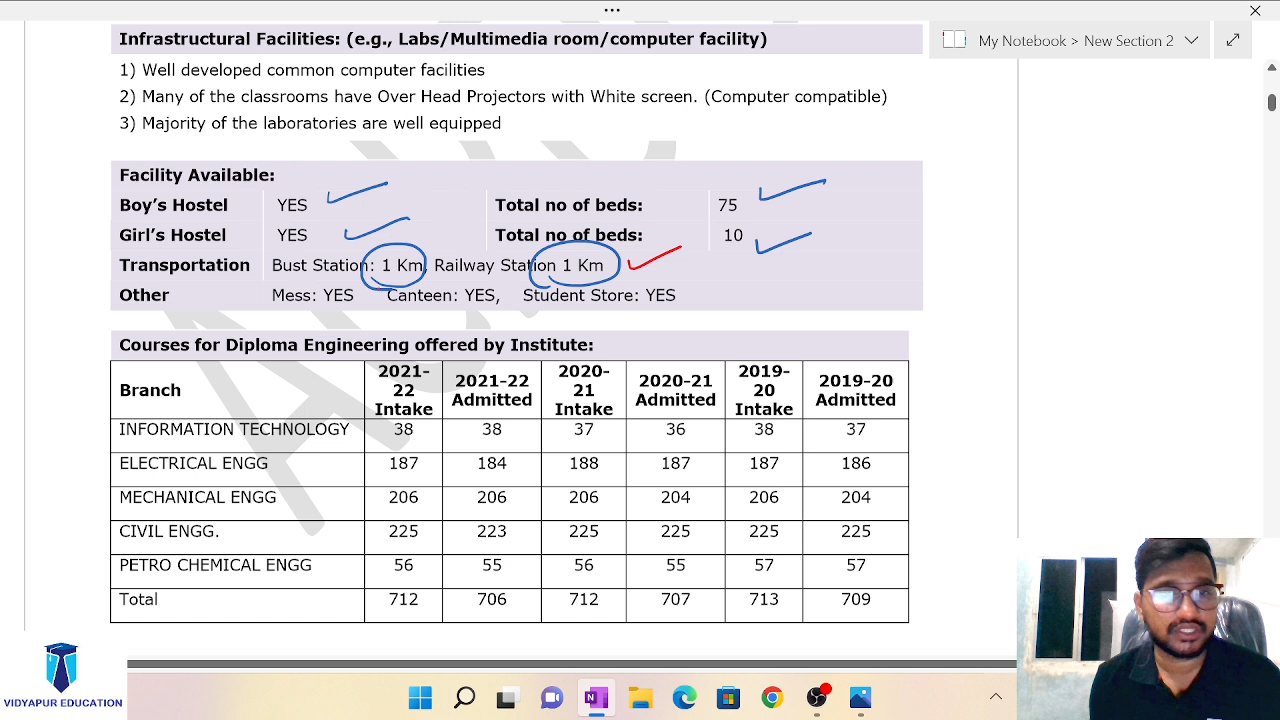 Infrastructural Facilities: (e.g., Labs/Multimedia room/computer facility)
My Notebook > New Section 2
1) Well developed common computer facilities
2) Many of the classrooms have Over Head Projectors with White screen. (Computer compatible)
3) Majority of the laboratories are well equipped
Facility Available:
Boy's Hostel YES Total no of beds: 75
Girl's Hostel YES Total no of beds: 10
Transportation Bust Station: 1 Km, Railway Station 1 Km
Other Mess: YES Canteen: YES, Student Store: YES
Courses for Diploma Engineering offered by Institute:
Branch 2021-22 Intake 2021-22 Admitted 2020-21 Intake 2020-21 Admitted 2019-20 Intake 2019-20 Admitted
INFORMATION TECHNOLOGY 38 38 37 36 38 37
ELECTRICAL ENGG 187 184 188 187 187 186
MECHANICAL ENGG 206 206 206 204 206 204
CIVIL ENGG. 225 223 225 225 225 225
PETRO CHEMICAL ENGG 56 55 56 55 57 57
Total 712 706 712 707 713 709
VIDYAPUR EDUCATION